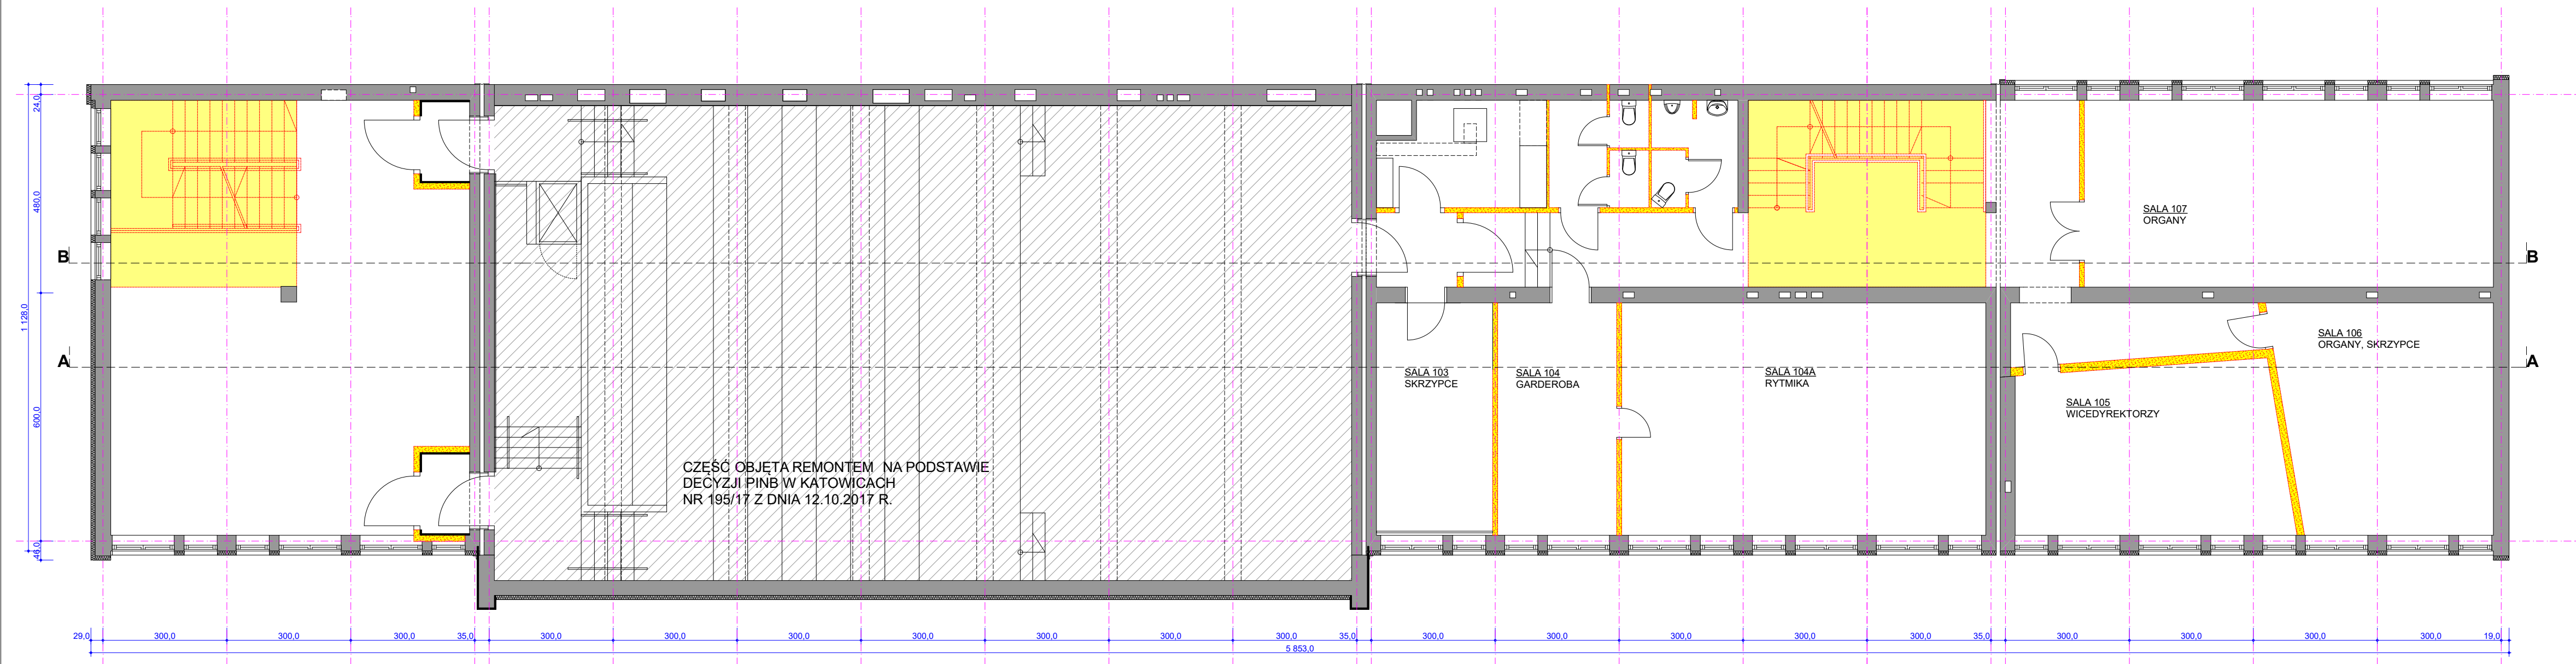 24,0
480,0
1 128,0
600,0
46,0
B
B
A
A
SALA 107
ORGANY
SALA 106
ORGANY, SKRZYPCE
SALA 103
SKRZYPCE
SALA 104
GARDEROBA
SALA 104A
RYTMIKA
SALA 105
WICEDYREKTORZY
CZĘŚĆ OBJĘTA REMONTEM NA PODSTAWIE
DECYZJI PINB W KATOWICACH
NR 195/17 Z DNIA 12.10.2017 R.
29,0 300,0 300,0 300,0 35,0 300,0 300,0 300,0 300,0 300,0 300,0 300,0 35,0 300,0 300,0 300,0 300,0 300,0 35,0 300,0 300,0 300,0 300,0 19,0
5 853,0